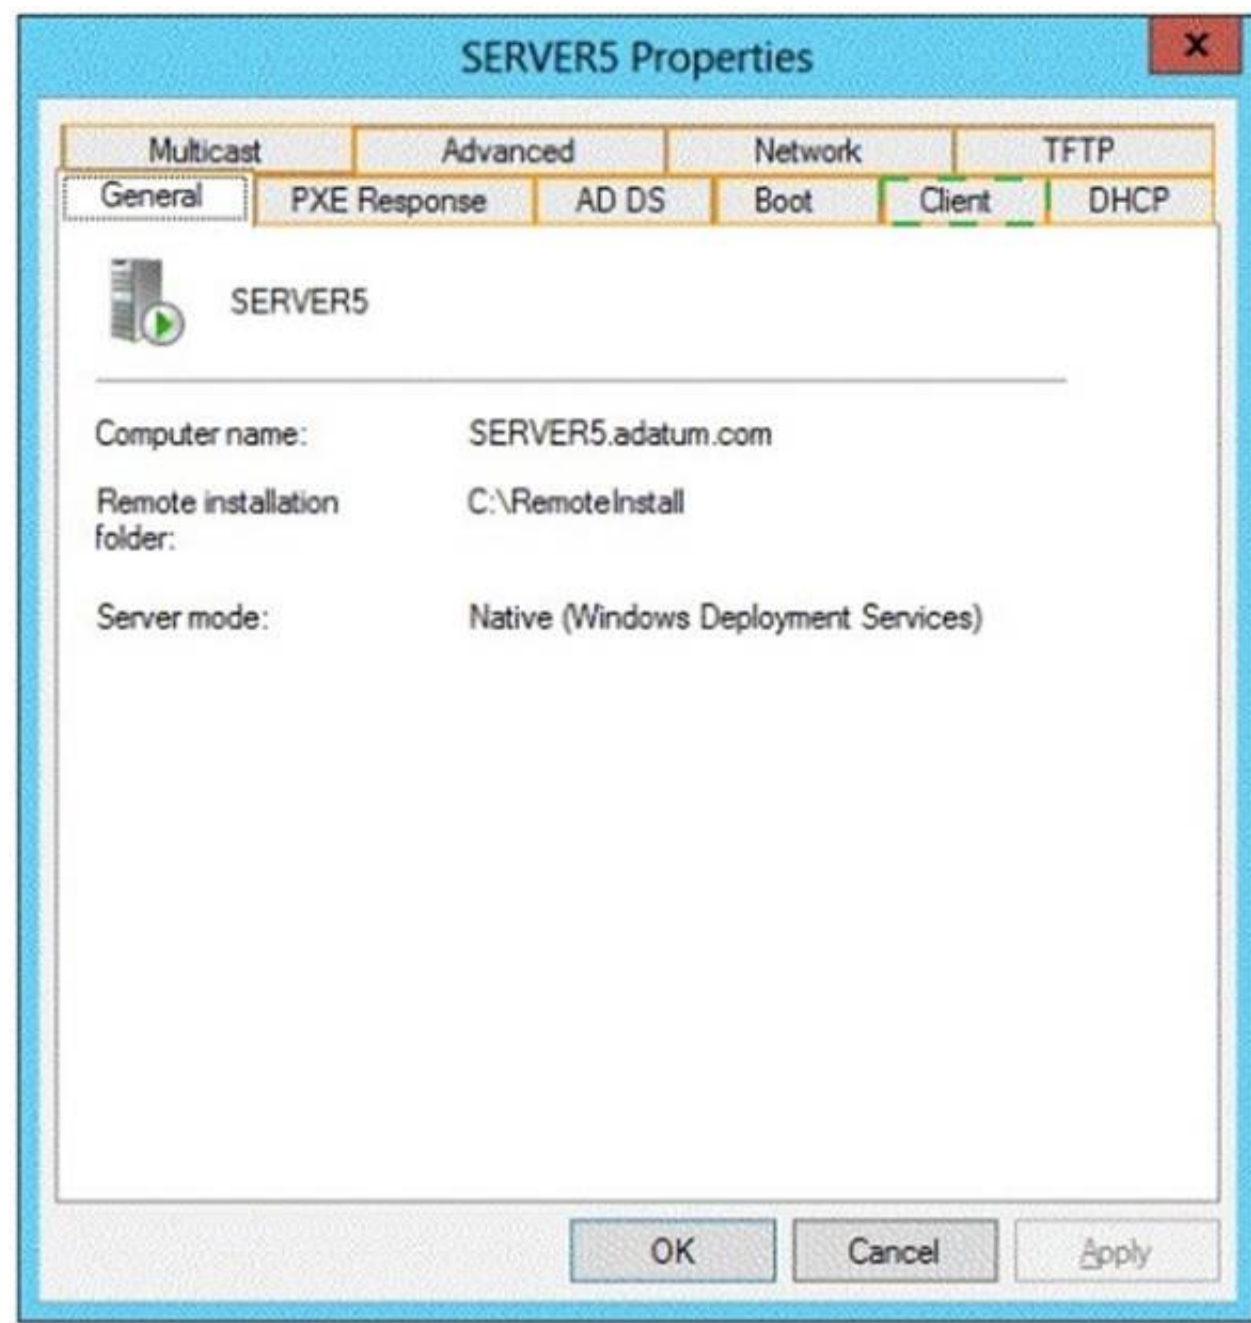 SERVER5 Properties
x
Multicast Advanced Network TFTP
General PXE Response AD DS Boot Client DHCP
SERVER5
Computer name: SERVER5.adatum.com
Remote installation folder: C:\RemoteInstall
Server mode: Native (Windows Deployment Services)
OK Cancel Apply